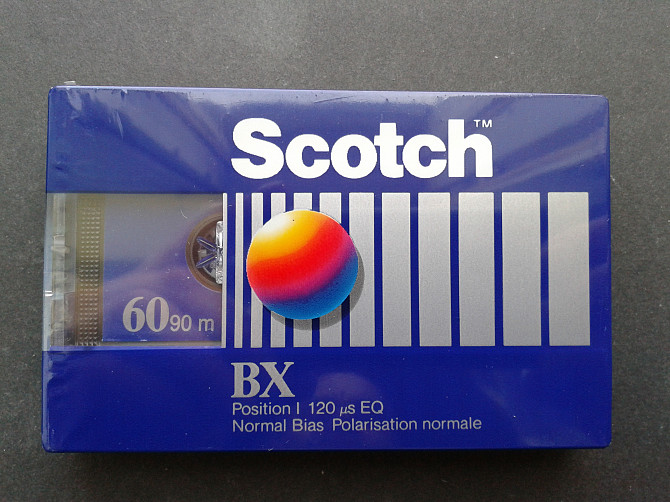 Scotch™
60 90 m
BX
Position I 120 µs EQ
Normal Bias Polarisation normale